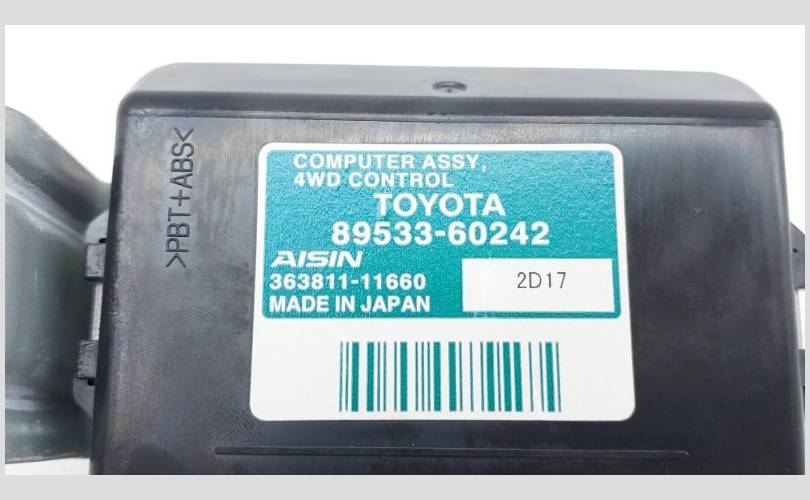 >PBT+ABS<
COMPUTER ASSY,
4WD CONTROL
TOYOTA
89533-60242
AISIN
363811-11660
2D17
MADE IN JAPAN